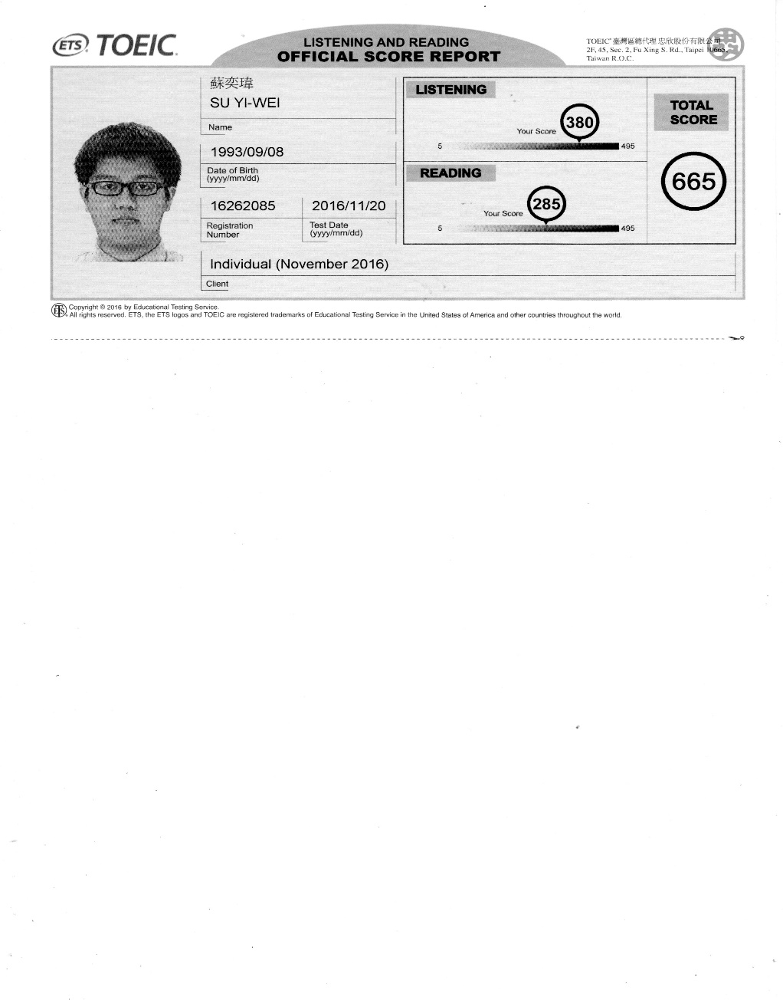 ETS TOEIC
LISTENING AND READING
OFFICIAL SCORE REPORT
TOEIC® 臺灣區總代理 忠欣股份有限公司
2F, 45, Sec. 2, Fu Xing S. Rd., Taipei 10665,
Taiwan R.O.C.
蘇奕瑋
SU YI-WEI
Name
1993/09/08
Date of Birth
(yyyy/mm/dd)
16262085
Registration
Number
2016/11/20
Test Date
(yyyy/mm/dd)
Individual (November 2016)
Client
LISTENING
Your Score 380
5 495
READING
Your Score 285
5 495
TOTAL
SCORE
665
ETS Copyright © 2016 by Educational Testing Service.
All rights reserved. ETS, the ETS logos and TOEIC are registered trademarks of Educational Testing Service in the United States of America and other countries throughout the world.